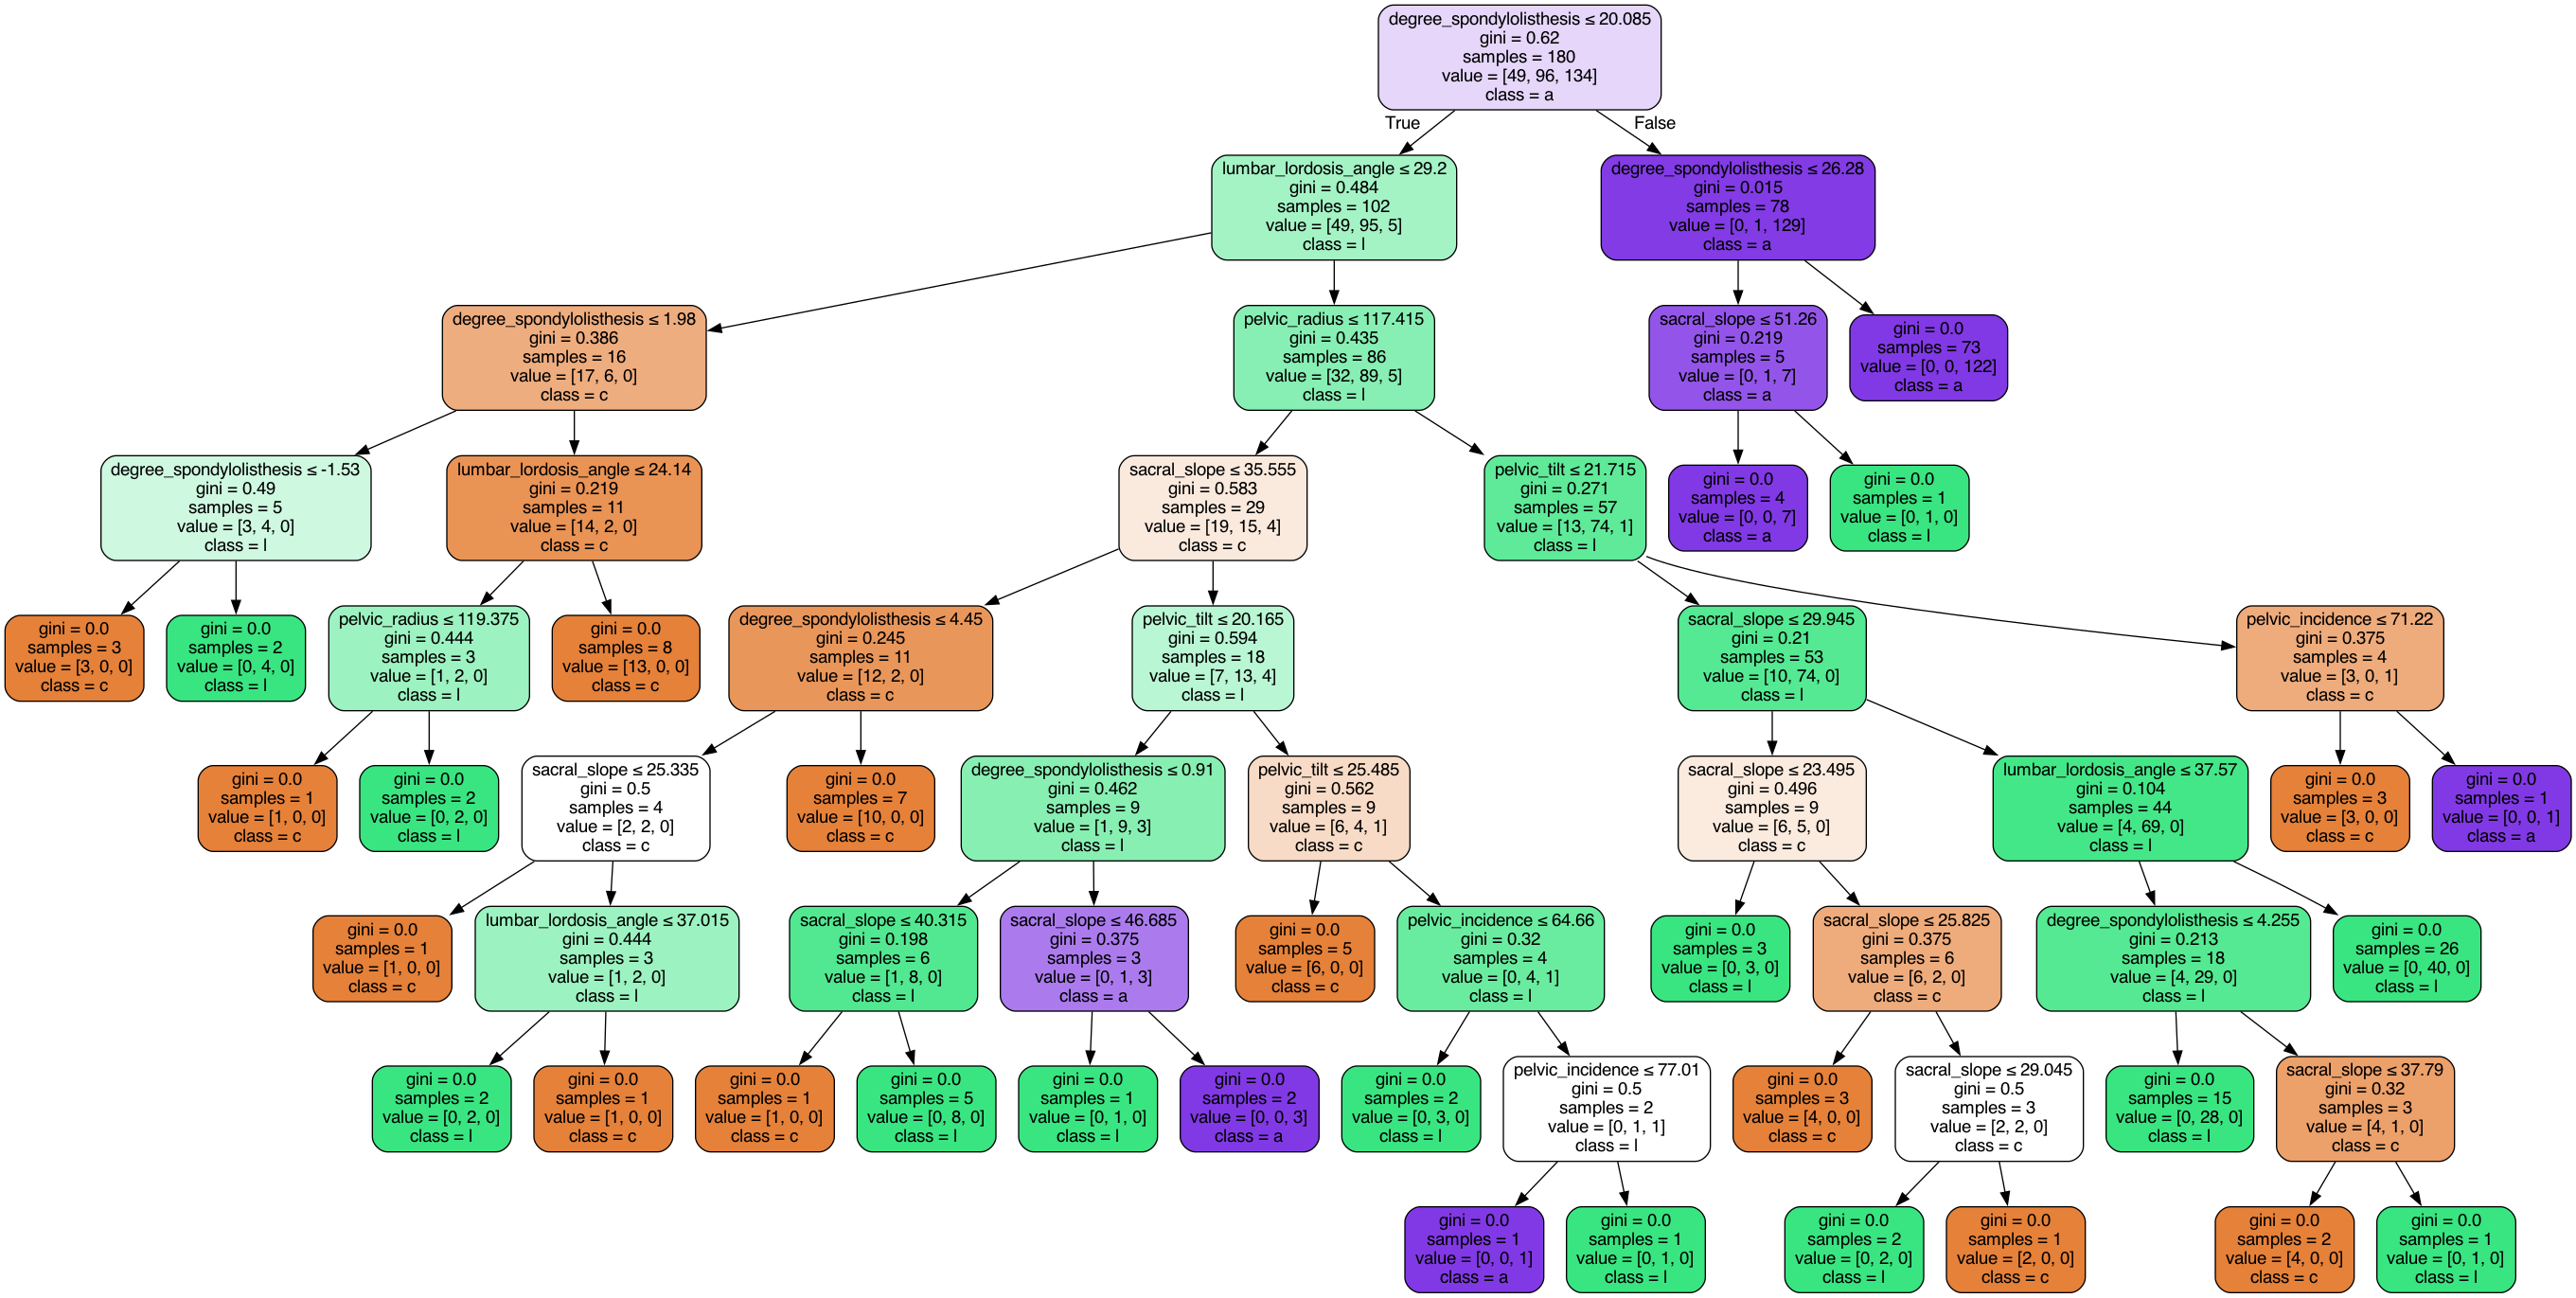 degree_spondylolisthesis ≤ 20.085
gini = 0.62
samples = 180
value = [49, 96, 134]
class = a
True
False
lumbar_lordosis_angle ≤ 29.2
gini = 0.484
samples = 102
value = [49, 95, 5]
class = l
degree_spondylolisthesis ≤ 26.28
gini = 0.015
samples = 78
value = [0, 1, 129]
class = a
degree_spondylolisthesis ≤ 1.98
gini = 0.386
samples = 16
value = [17, 6, 0]
class = c
pelvic_radius ≤ 117.415
gini = 0.435
samples = 86
value = [32, 89, 5]
class = l
sacral_slope ≤ 51.26
gini = 0.219
samples = 5
value = [0, 1, 7]
class = a
gini = 0.0
samples = 73
value = [0, 0, 122]
class = a
degree_spondylolisthesis ≤ -1.53
gini = 0.49
samples = 5
value = [3, 4, 0]
class = l
lumbar_lordosis_angle ≤ 24.14
gini = 0.219
samples = 11
value = [14, 2, 0]
class = c
sacral_slope ≤ 35.555
gini = 0.583
samples = 29
value = [19, 15, 4]
class = c
pelvic_tilt ≤ 21.715
gini = 0.271
samples = 57
value = [13, 74, 1]
class = l
gini = 0.0
samples = 4
value = [0, 0, 7]
class = a
gini = 0.0
samples = 1
value = [0, 1, 0]
class = l
gini = 0.0
samples = 3
value = [3, 0, 0]
class = c
gini = 0.0
samples = 2
value = [0, 4, 0]
class = l
pelvic_radius ≤ 119.375
gini = 0.444
samples = 3
value = [1, 2, 0]
class = l
gini = 0.0
samples = 8
value = [13, 0, 0]
class = c
degree_spondylolisthesis ≤ 4.45
gini = 0.245
samples = 11
value = [12, 2, 0]
class = c
pelvic_tilt ≤ 20.165
gini = 0.594
samples = 18
value = [7, 13, 4]
class = l
sacral_slope ≤ 29.945
gini = 0.21
samples = 53
value = [10, 74, 0]
class = l
pelvic_incidence ≤ 71.22
gini = 0.375
samples = 4
value = [3, 0, 1]
class = c
gini = 0.0
samples = 1
value = [1, 0, 0]
class = c
gini = 0.0
samples = 2
value = [0, 2, 0]
class = l
sacral_slope ≤ 25.335
gini = 0.5
samples = 4
value = [2, 2, 0]
class = c
gini = 0.0
samples = 7
value = [10, 0, 0]
class = c
degree_spondylolisthesis ≤ 0.91
gini = 0.462
samples = 9
value = [1, 9, 3]
class = l
pelvic_tilt ≤ 25.485
gini = 0.562
samples = 9
value = [6, 4, 1]
class = c
sacral_slope ≤ 23.495
gini = 0.496
samples = 9
value = [6, 5, 0]
class = c
lumbar_lordosis_angle ≤ 37.57
gini = 0.104
samples = 44
value = [4, 69, 0]
class = l
gini = 0.0
samples = 3
value = [3, 0, 0]
class = c
gini = 0.0
samples = 1
value = [0, 0, 1]
class = a
gini = 0.0
samples = 1
value = [1, 0, 0]
class = c
lumbar_lordosis_angle ≤ 37.015
gini = 0.444
samples = 3
value = [1, 2, 0]
class = l
sacral_slope ≤ 40.315
gini = 0.198
samples = 6
value = [1, 8, 0]
class = l
sacral_slope ≤ 46.685
gini = 0.375
samples = 3
value = [0, 1, 3]
class = a
gini = 0.0
samples = 5
value = [6, 0, 0]
class = c
pelvic_incidence ≤ 64.66
gini = 0.32
samples = 4
value = [0, 4, 1]
class = l
gini = 0.0
samples = 3
value = [0, 3, 0]
class = l
sacral_slope ≤ 25.825
gini = 0.375
samples = 6
value = [6, 2, 0]
class = c
degree_spondylolisthesis ≤ 4.255
gini = 0.213
samples = 18
value = [4, 29, 0]
class = l
gini = 0.0
samples = 26
value = [0, 40, 0]
class = l
gini = 0.0
samples = 2
value = [0, 2, 0]
class = l
gini = 0.0
samples = 1
value = [1, 0, 0]
class = c
gini = 0.0
samples = 1
value = [1, 0, 0]
class = c
gini = 0.0
samples = 5
value = [0, 8, 0]
class = l
gini = 0.0
samples = 1
value = [0, 1, 0]
class = l
gini = 0.0
samples = 2
value = [0, 0, 3]
class = a
gini = 0.0
samples = 2
value = [0, 3, 0]
class = l
pelvic_incidence ≤ 77.01
gini = 0.5
samples = 2
value = [0, 1, 1]
class = l
gini = 0.0
samples = 3
value = [4, 0, 0]
class = c
sacral_slope ≤ 29.045
gini = 0.5
samples = 3
value = [2, 2, 0]
class = c
gini = 0.0
samples = 15
value = [0, 28, 0]
class = l
sacral_slope ≤ 37.79
gini = 0.32
samples = 3
value = [4, 1, 0]
class = c
gini = 0.0
samples = 1
value = [0, 0, 1]
class = a
gini = 0.0
samples = 1
value = [0, 1, 0]
class = l
gini = 0.0
samples = 2
value = [0, 2, 0]
class = l
gini = 0.0
samples = 1
value = [2, 0, 0]
class = c
gini = 0.0
samples = 2
value = [4, 0, 0]
class = c
gini = 0.0
samples = 1
value = [0, 1, 0]
class = l